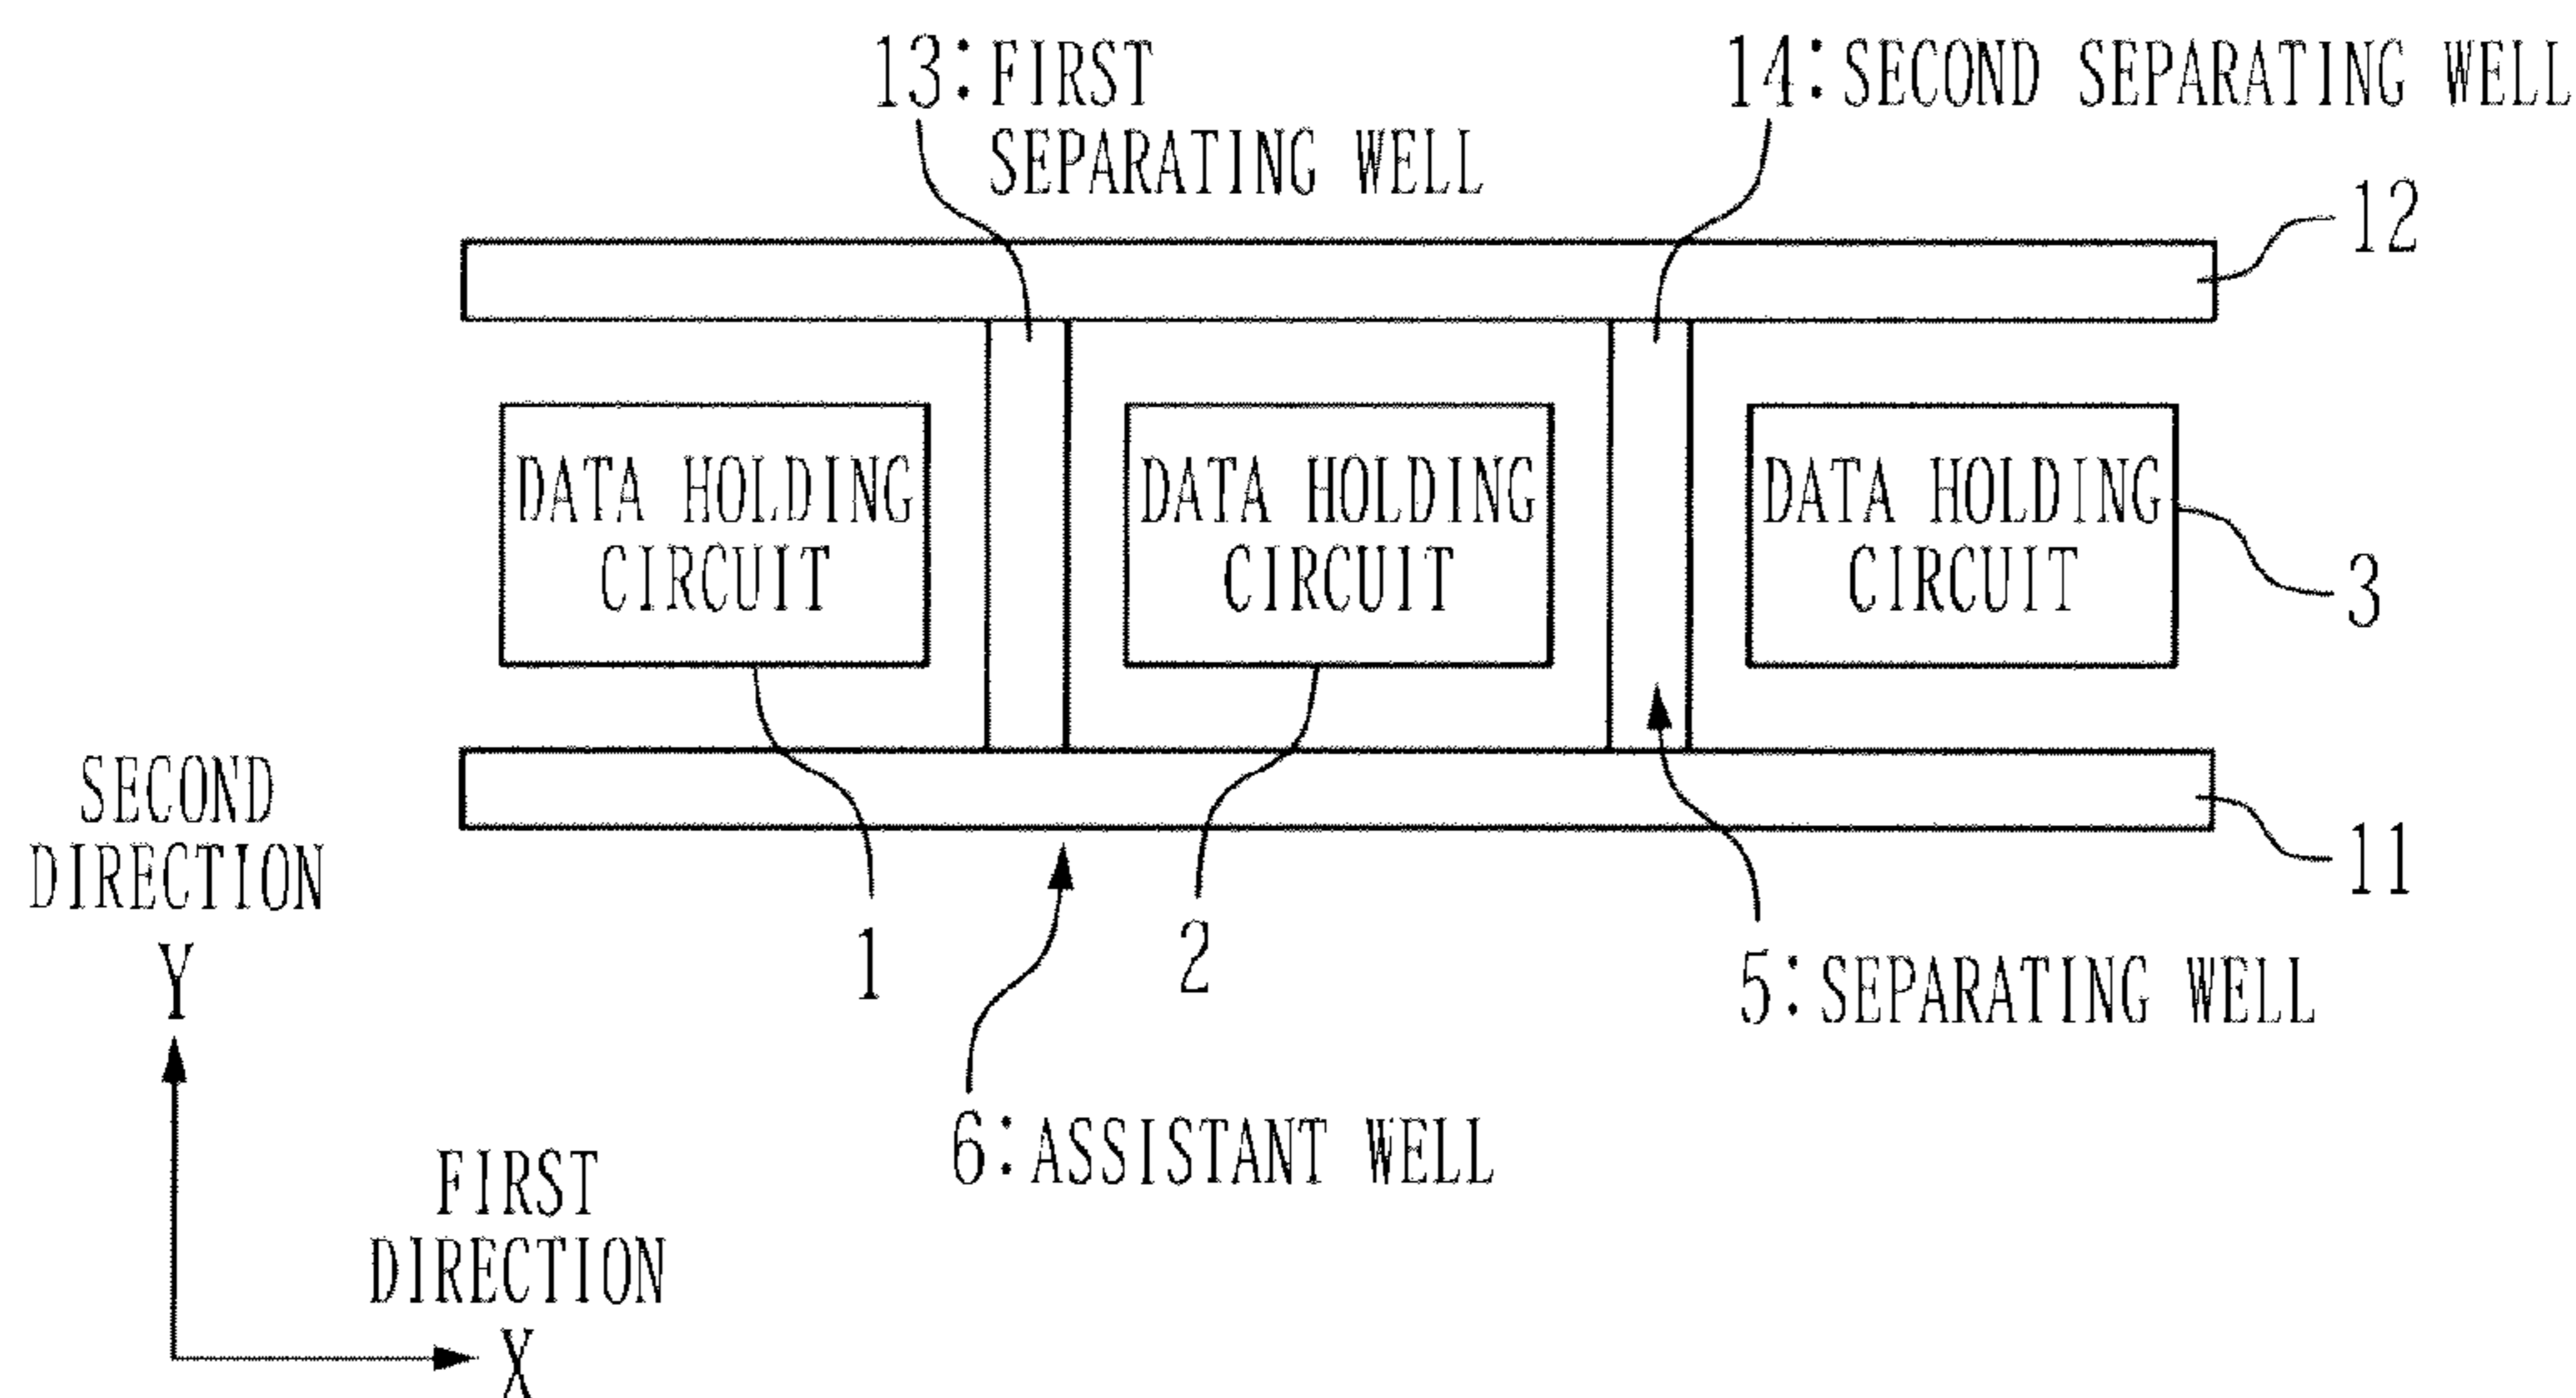 13:FIRST
SEPARATING WELL
14:SECOND SEPARATING WELL
12
DATA HOLDING
CIRCUIT
DATA HOLDING
CIRCUIT
DATA HOLDING
CIRCUIT
3
11
1
2
5:SEPARATING WELL
6:ASSISTANT WELL
SECOND
DIRECTION
Y
FIRST
DIRECTION
X